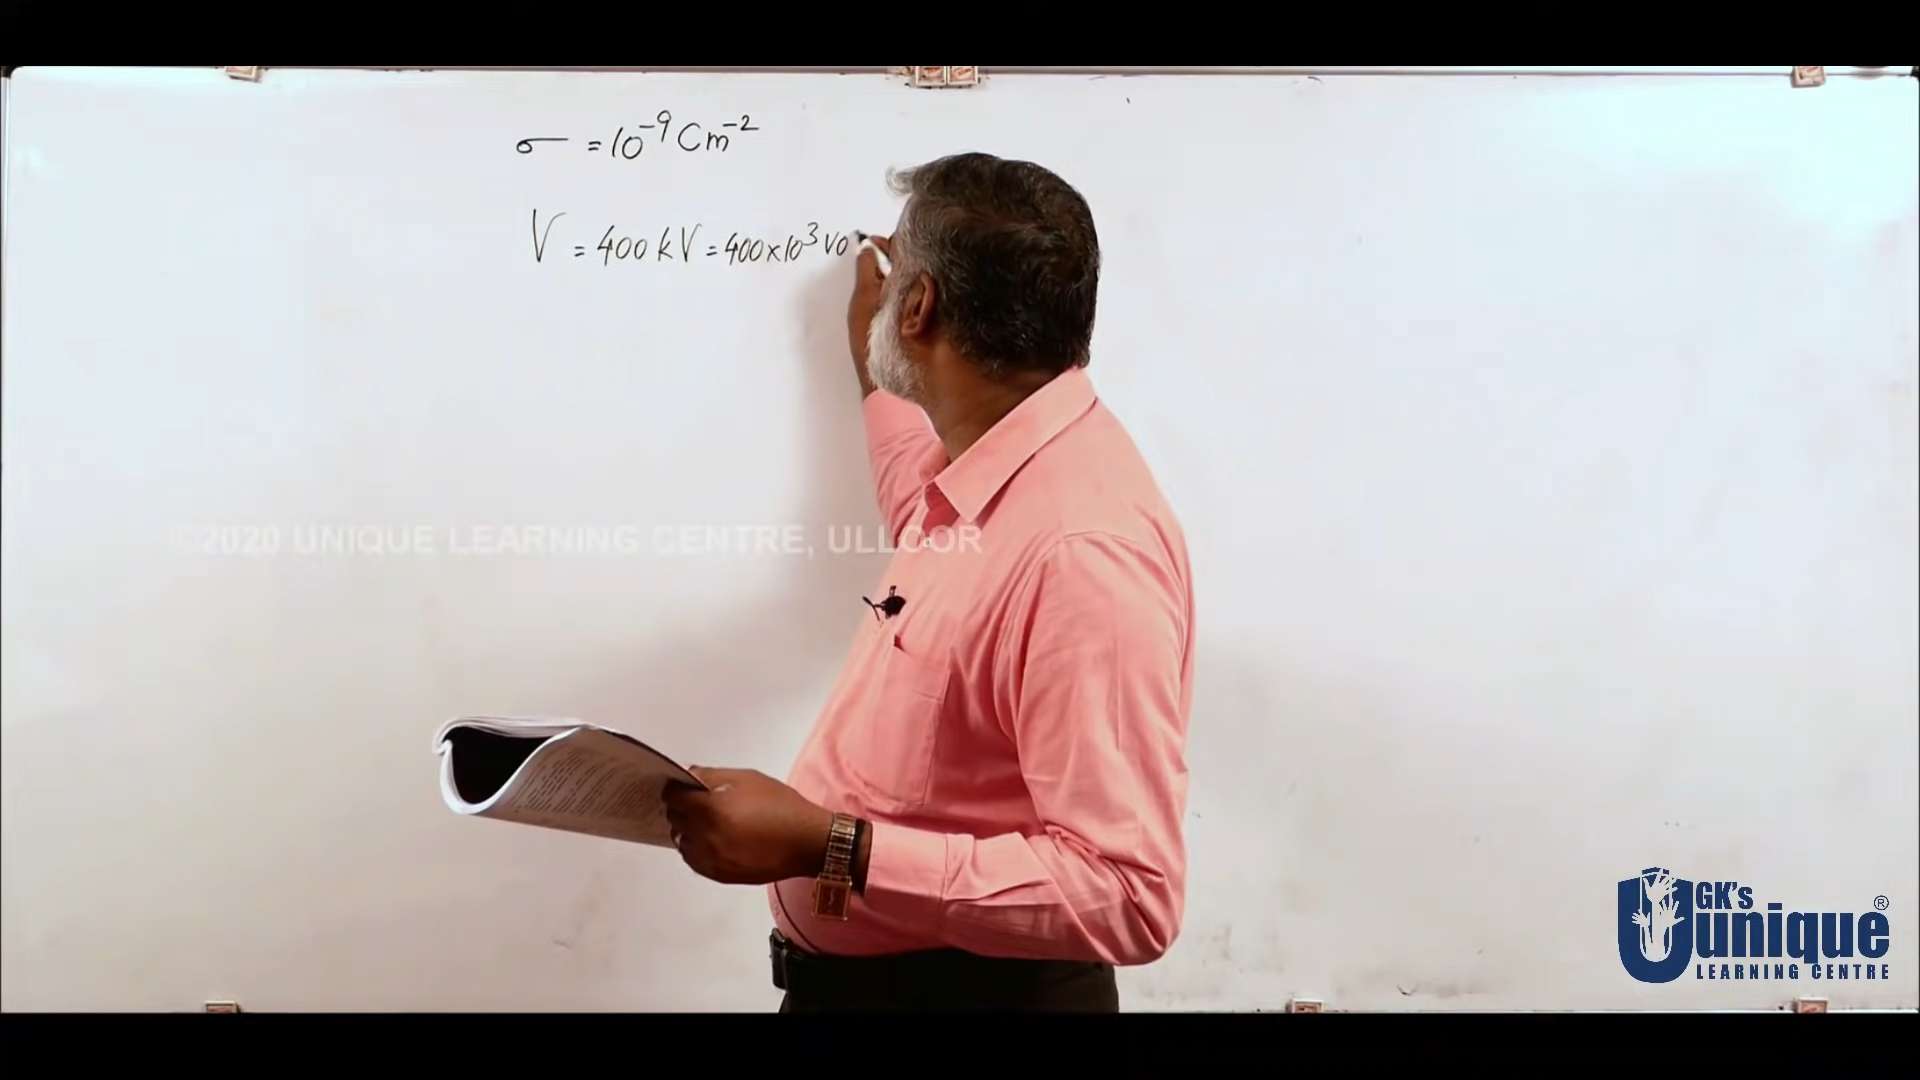 σ = 10⁻⁹ Cm⁻²
V = 400 kV = 400×10³ Vo
©2020 UNIQUE LEARNING CENTRE, ULLOOR
GK's
unique®
LEARNING CENTRE